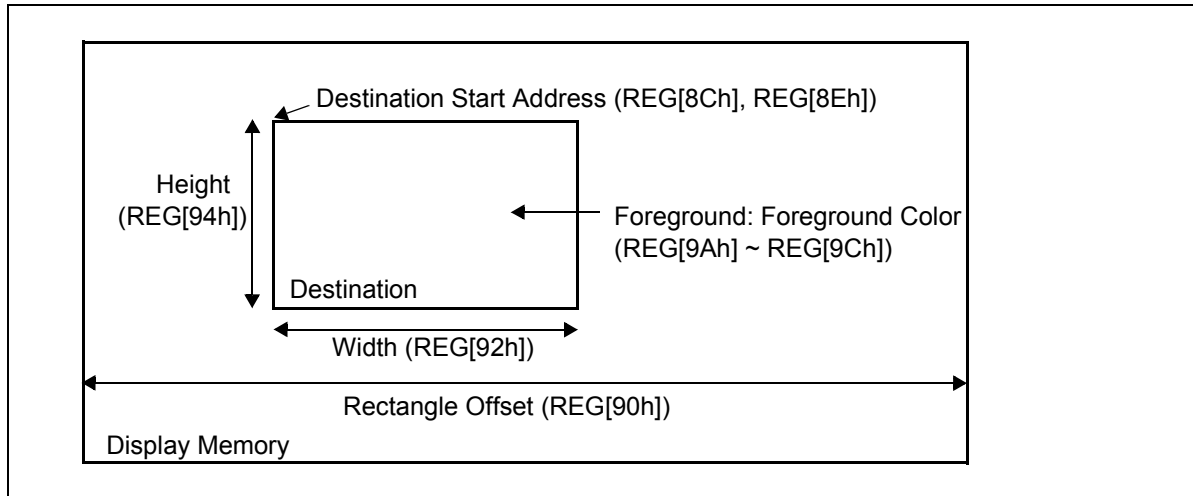 Destination Start Address (REG[8Ch], REG[8Eh])
Height
(REG[94h])
Foreground: Foreground Color
(REG[9Ah] ~ REG[9Ch])
Destination
Width (REG[92h])
Rectangle Offset (REG[90h])
Display Memory